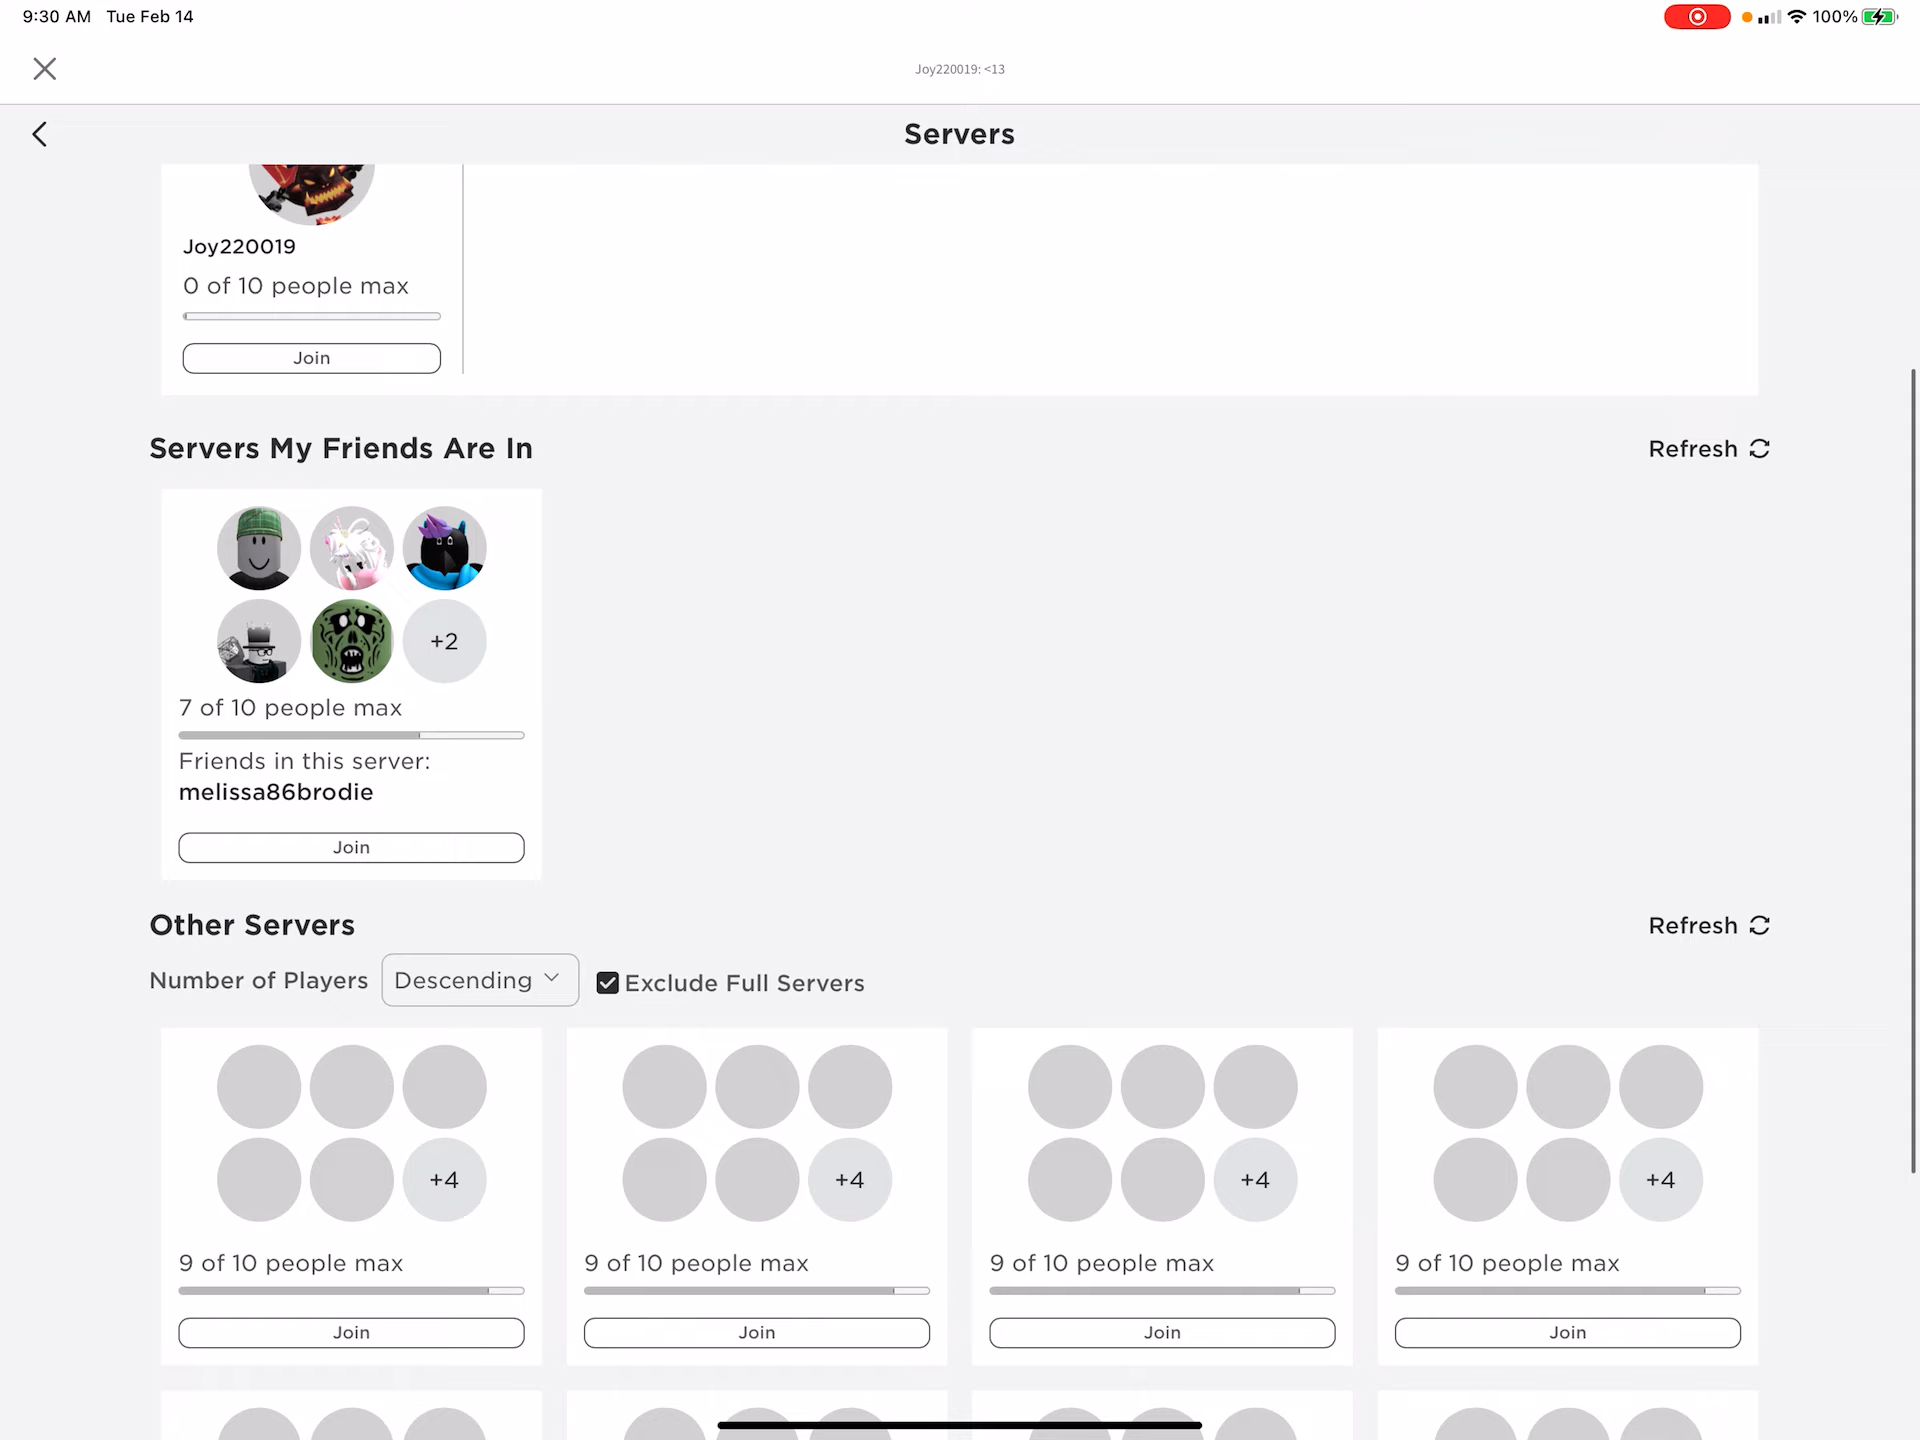 9:30 AM Tue Feb 14
100%
Joy220019: <13
Servers
Joy220019
0 of 10 people max
Join
Servers My Friends Are In
Refresh
+2
7 of 10 people max
Friends in this server:
melissa86brodie
Join
Other Servers
Refresh
Number of Players Descending Exclude Full Servers
+4 +4 +4 +4
9 of 10 people max 9 of 10 people max 9 of 10 people max 9 of 10 people max
Join Join Join Join